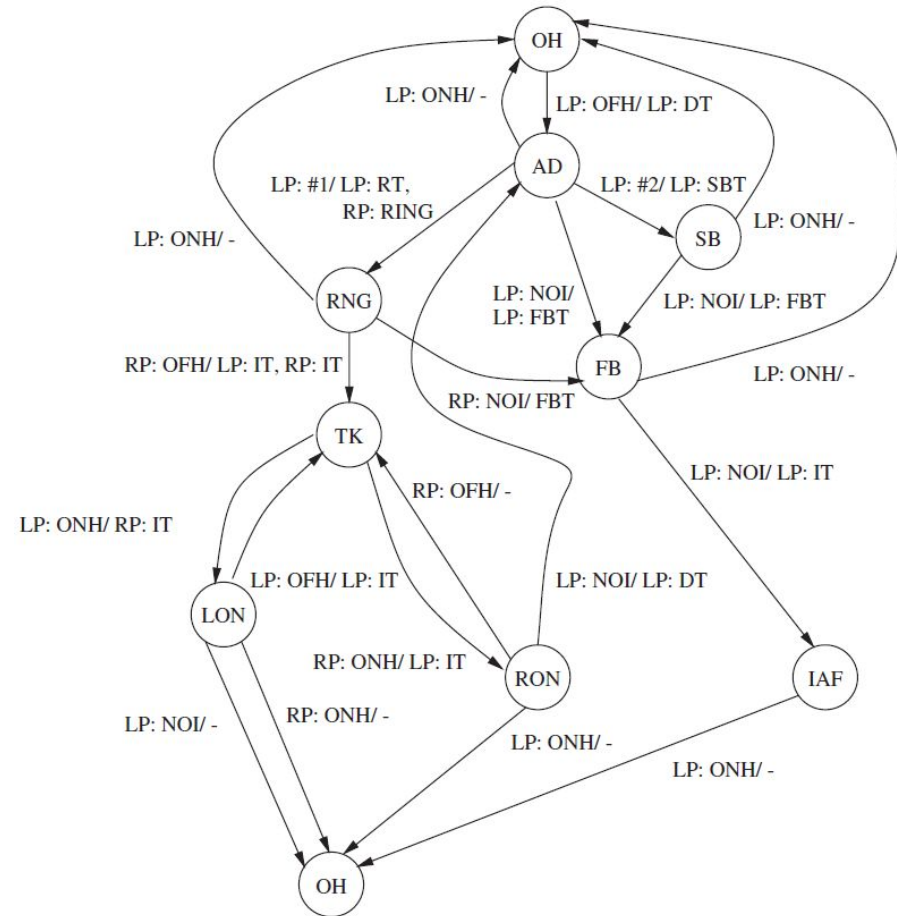 OH
LP: ONH/ -
LP: OFH/ LP: DT
AD
LP: #1/ LP: RT,
RP: RING
LP: #2/ LP: SBT
LP: ONH/ -
SB
LP: ONH/ -
RNG
LP: NOI/
LP: FBT
LP: NOI/ LP: FBT
RP: OFH/ LP: IT, RP: IT
FB
LP: ONH/ -
RP: NOI/ FBT
TK
LP: NOI/ LP: IT
RP: OFH/ -
LP: ONH/ RP: IT
LP: OFH/ LP: IT
LP: NOI/ LP: DT
LON
RP: ONH/ LP: IT
RON
IAF
LP: NOI/ -
RP: ONH/ -
LP: ONH/ -
LP: ONH/ -
OH